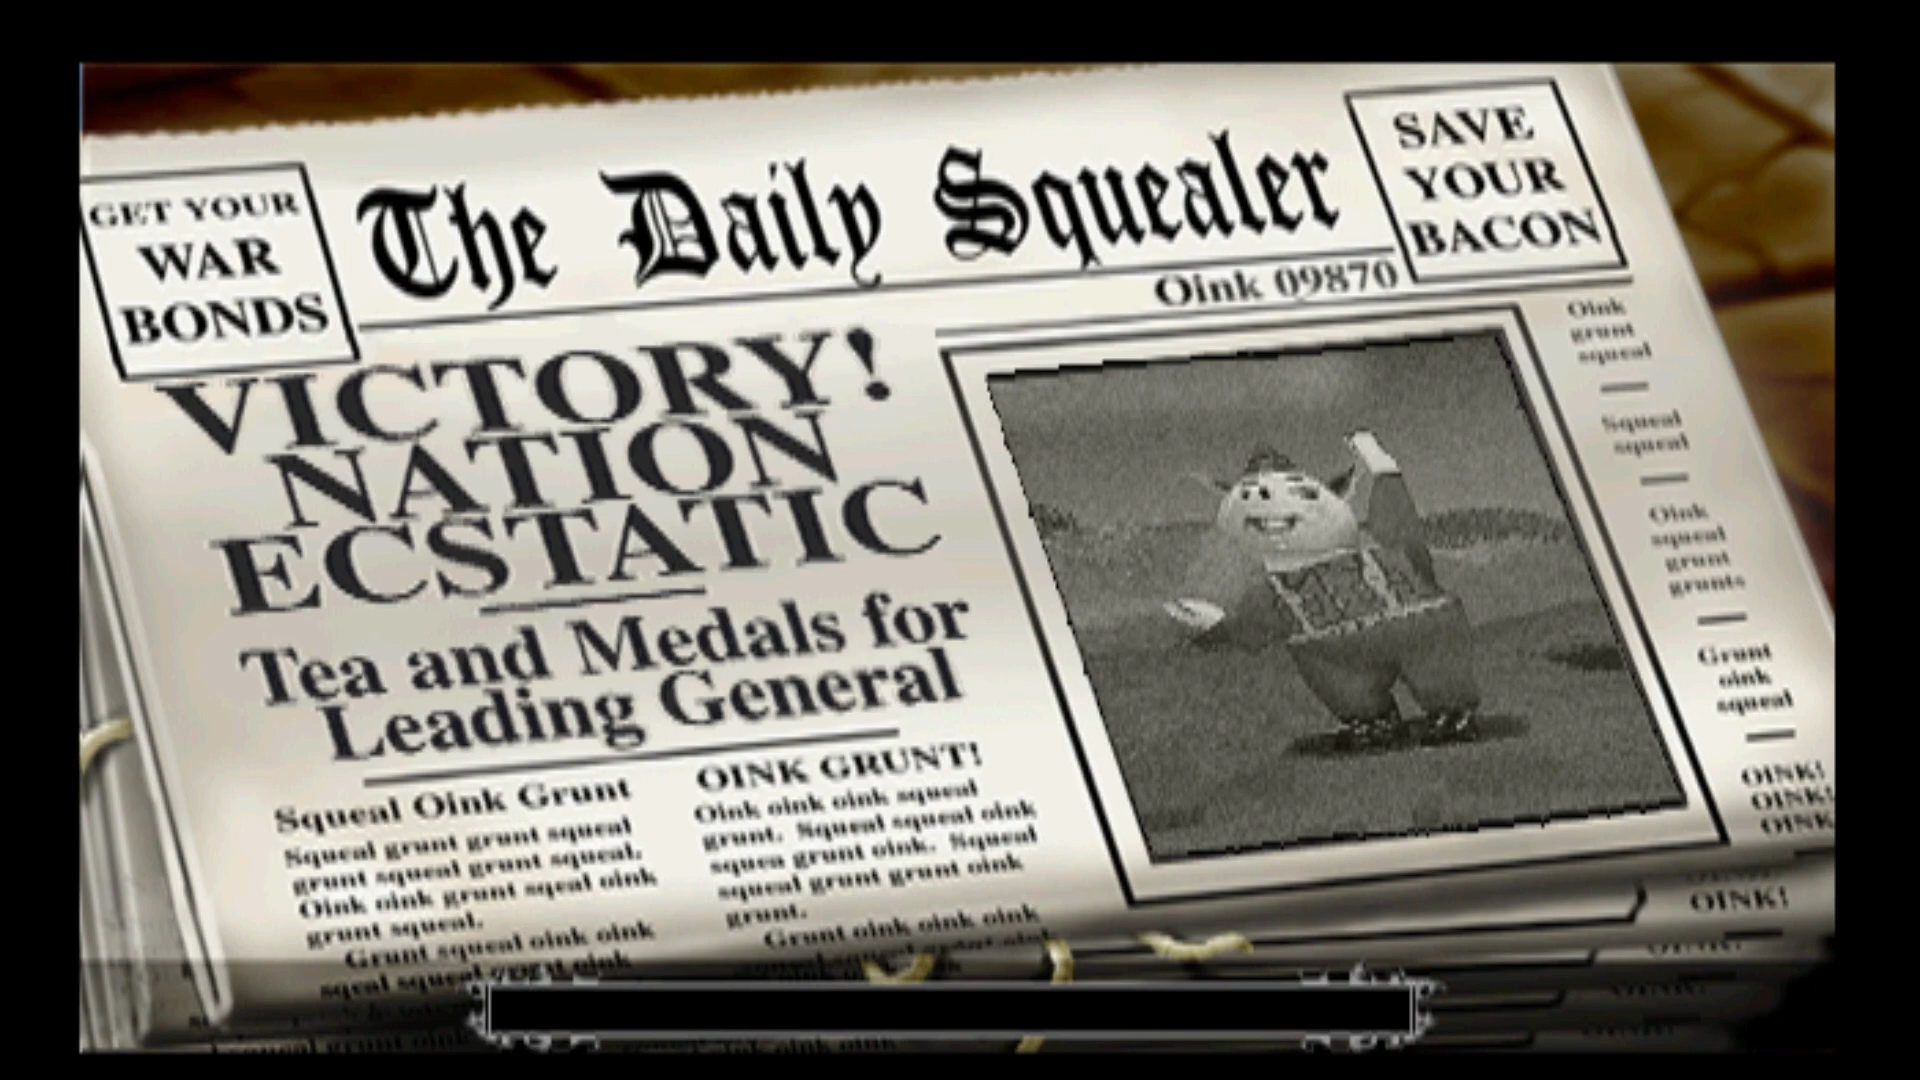 GET YOUR
WAR
BONDS
The Daily Squealer
SAVE
YOUR
BACON
Oink 09870
VICTORY!
NATION
ECSTATIC
Tea and Medals for
Leading General
Squeal Oink Grunt
Squeal grunt grunt squeal
grunt squeal grunt squeal.
Oink oink grunt sqeal oink
grunt squeal.
Grunt squeal oink oink
OINK GRUNT!
Oink oink oink squeal
grunt. Squeal squeal oink
squea grunt oink. Squeal
squeal grunt grunt oink
grunt.
Grunt oink oink oink
Oink
grunt
squeal
Squeal
squeal
Oink
squeal
grunt
grunts
Grunt
oink
squeal
OINK!
OINK!
OINK
OINK!